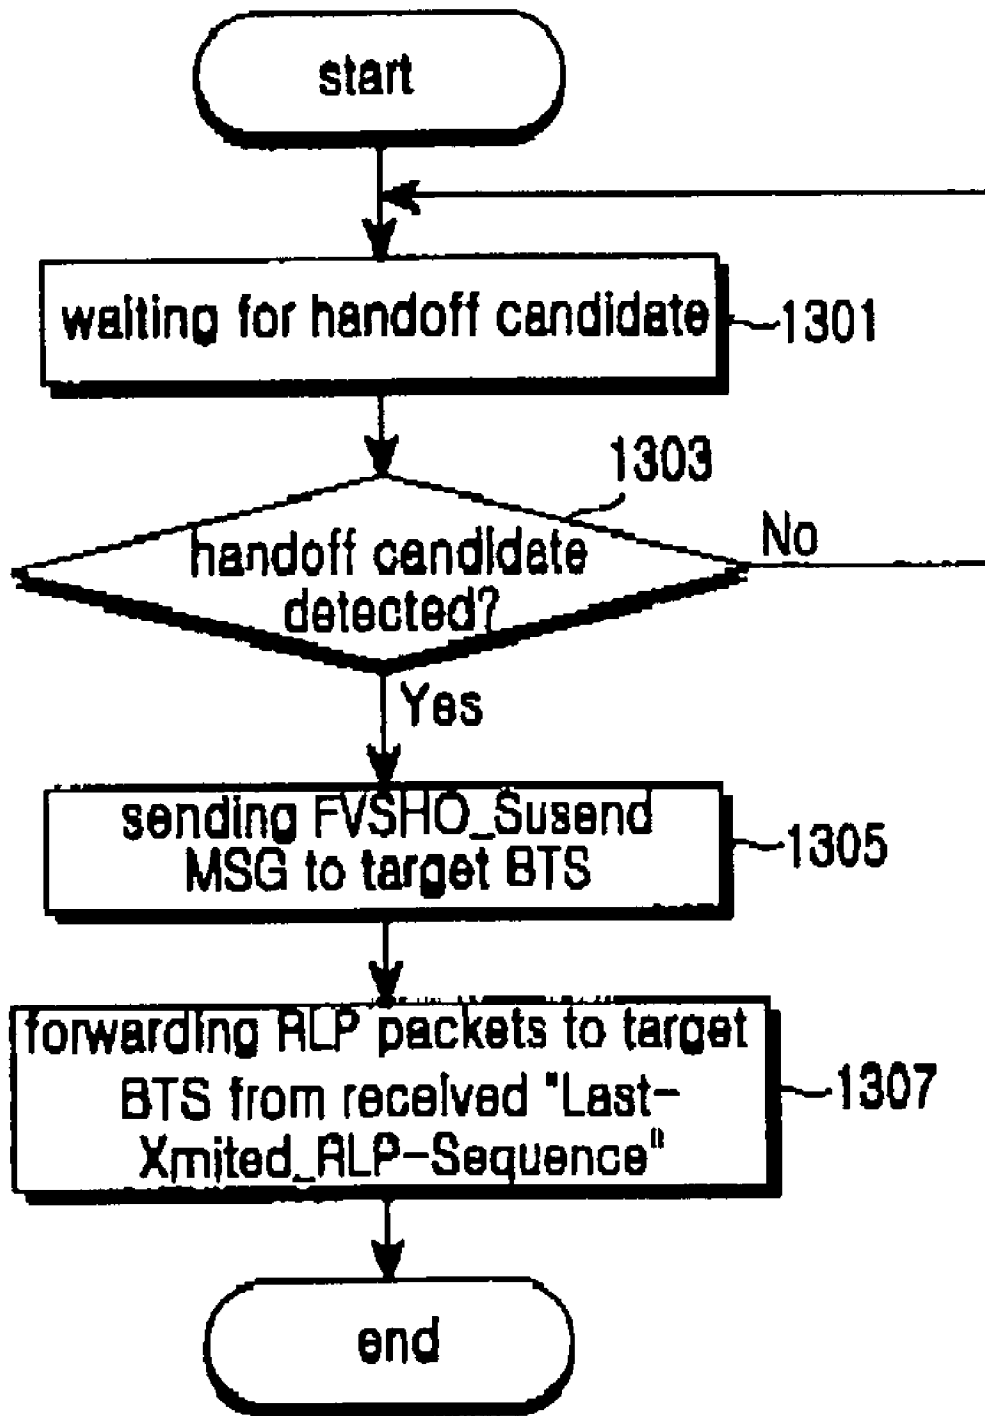 start
waiting for handoff candidate
1301
1303
handoff candidate
detected?
No
Yes
sending FVSHO_Susend
MSG to target BTS
1305
forwarding RLP packets to target
BTS from received "Last-
Xmited_RLP-Sequence"
1307
end